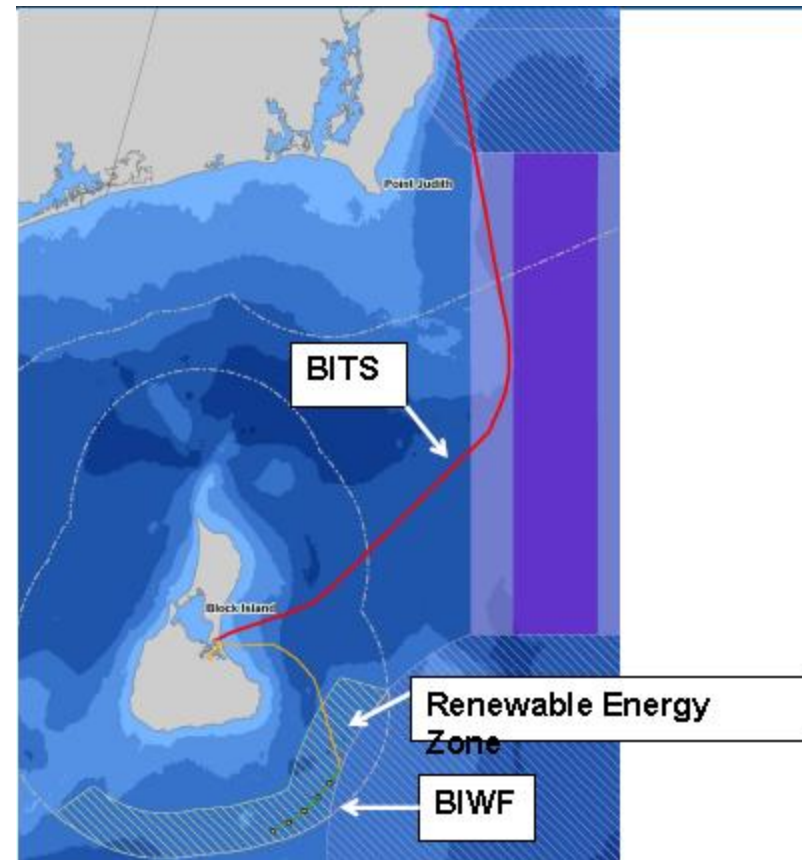 Point Judith
BITS
Block Island
Renewable Energy
Zone
BIWF